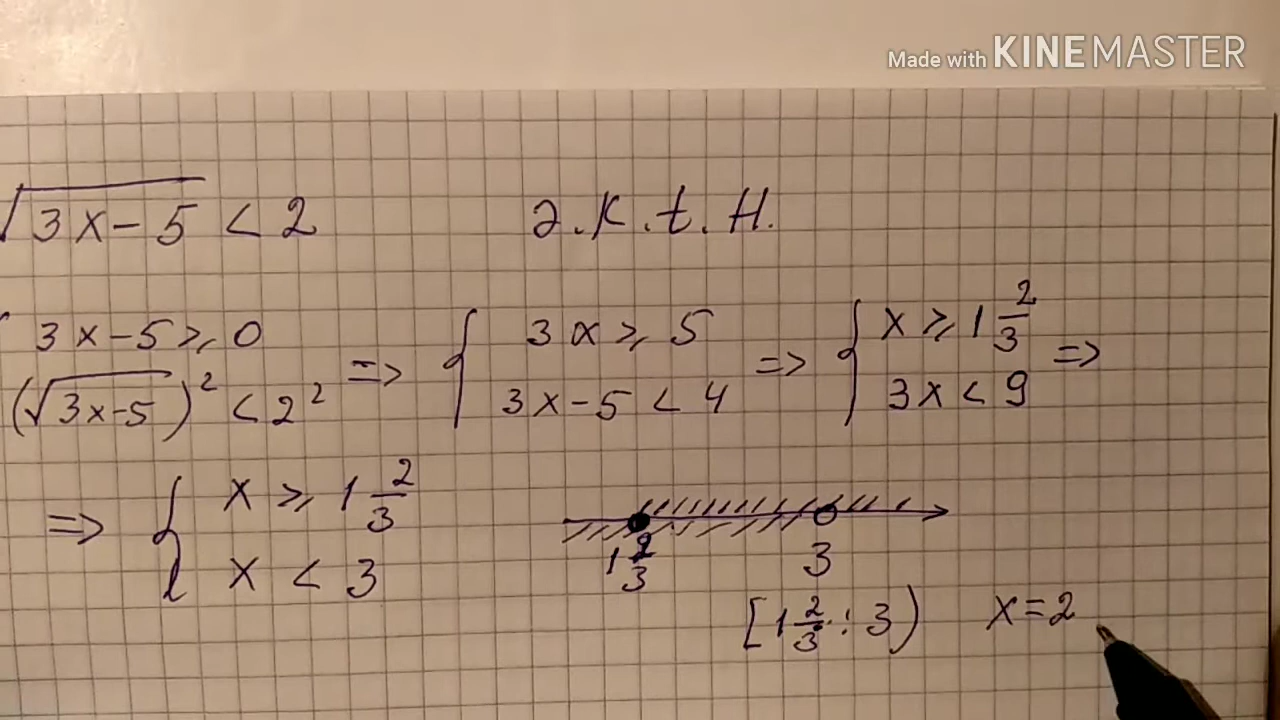 Made with KINEMASTER
√3x-5 < 2 ə.k.t.H.
3x-5 ≥ 0
(√3x-5)² < 2² => { 3x ≥ 5
3x-5 < 4 => { x ≥ 1 2/3
3x < 9 =>
=> { x ≥ 1 2/3
x < 3
1 2/3 3
[1 2/3 ; 3) x=2